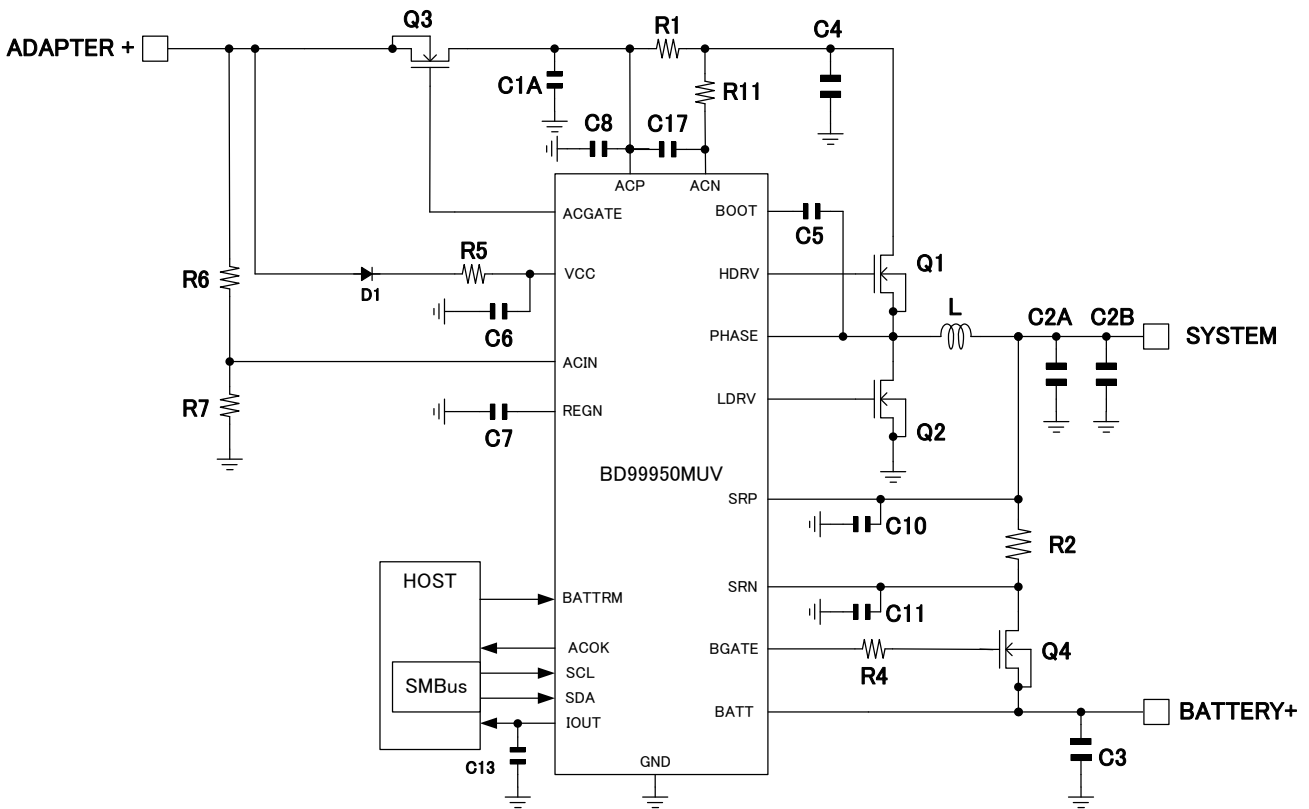 Q3
R1
C4
ADAPTER +
C1A
R11
C8
C17
ACP
ACN
ACGATE
BOOT
C5
R5
R6
VCC
HDRV
Q1
D1
C6
L
C2A
C2B
PHASE
SYSTEM
ACIN
R7
LDRV
REGN
Q2
C7
BD99950MUV
SRP
C10
R2
HOST
SRN
BATTRM
C11
ACOK
BGATE
Q4
SCL
R4
SMBus
SDA
BATT
BATTERY+
IOUT
C13
GND
C3